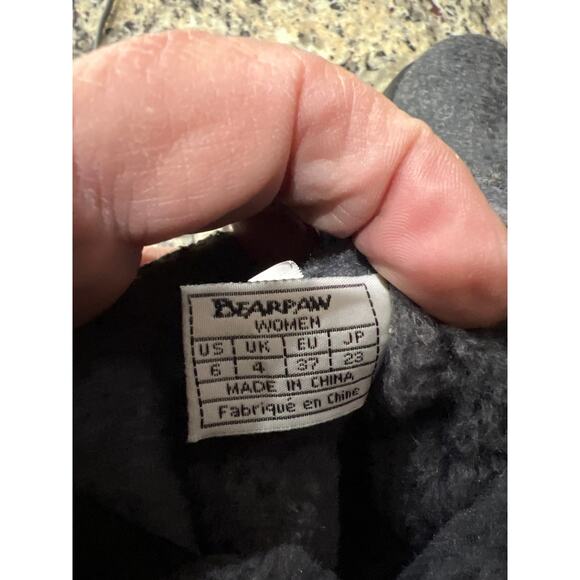 BEARPAW
WOMEN
US UK EU JP
6 4 37 23
MADE IN CHINA
Fabriqué en Chine